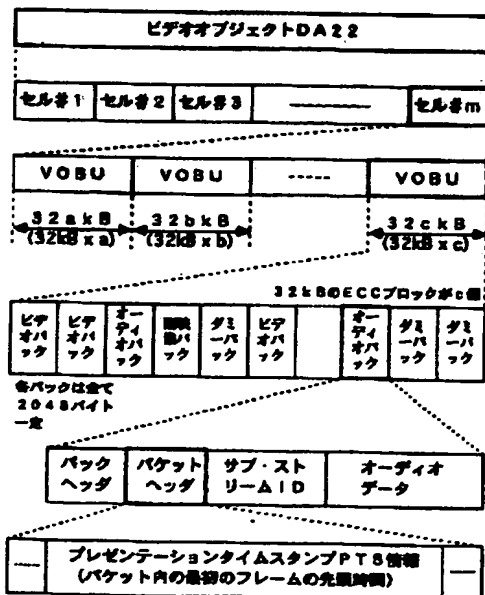 ビデオオブジェクトDA22
セル#1 セル#2 セル#3 セル#m
VOBU VOBU ----- VOBU
32akB 32bkB 32ckB
(32kB x a) (32kB x b) (32kB x c)
32kBのECCブロックがc個
ビデオパック ビデオパック オーディオパック 副映像パック ダミーパック ビデオパック オーディオパック ダミーパック ダミーパック
各パックは全て
2048バイト
一定
パック パケット サブ・スト オーディオ
ヘッダ ヘッダ リームID データ
プレゼンテーションタイムスタンプPTS情報
(パケット内の最初のフレームの先頭時間)